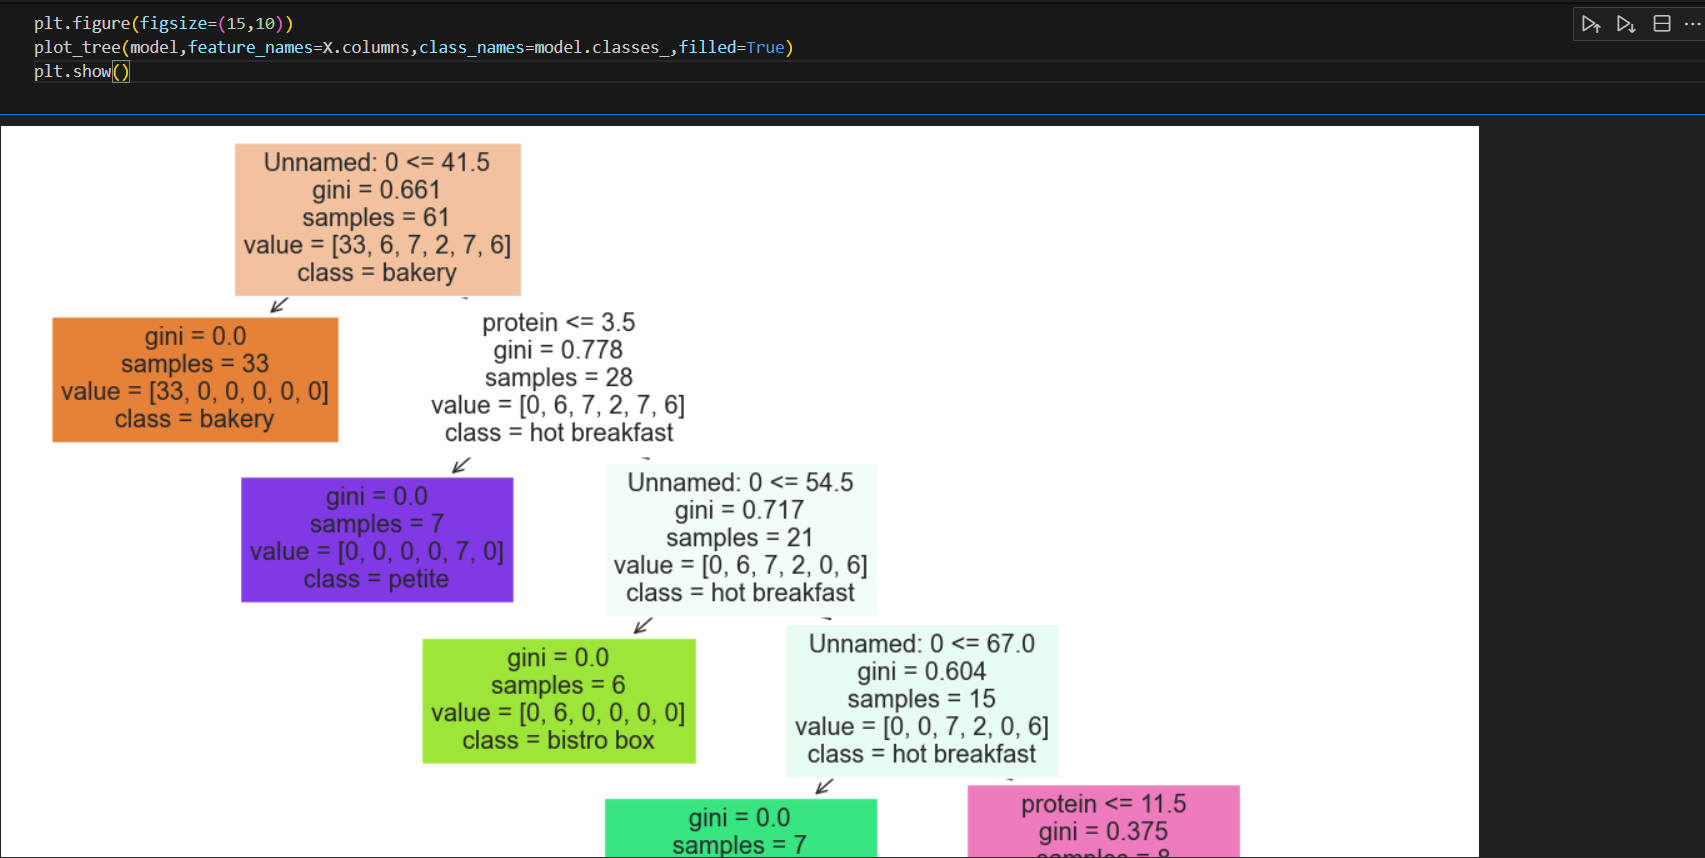 plt.figure(figsize=(15,10))
plot_tree(model,feature_names=X.columns,class_names=model.classes_,filled=True)
plt.show()
Unnamed: 0 <= 41.5
gini = 0.661
samples = 61
value = [33, 6, 7, 2, 7, 6]
class = bakery
gini = 0.0
samples = 33
value = [33, 0, 0, 0, 0, 0]
class = bakery
protein <= 3.5
gini = 0.778
samples = 28
value = [0, 6, 7, 2, 7, 6]
class = hot breakfast
gini = 0.0
samples = 7
value = [0, 0, 0, 0, 7, 0]
class = petite
Unnamed: 0 <= 54.5
gini = 0.717
samples = 21
value = [0, 6, 7, 2, 0, 6]
class = hot breakfast
gini = 0.0
samples = 6
value = [0, 6, 0, 0, 0, 0]
class = bistro box
Unnamed: 0 <= 67.0
gini = 0.604
samples = 15
value = [0, 0, 7, 2, 0, 6]
class = hot breakfast
gini = 0.0
samples = 7
protein <= 11.5
gini = 0.375
samples = 8